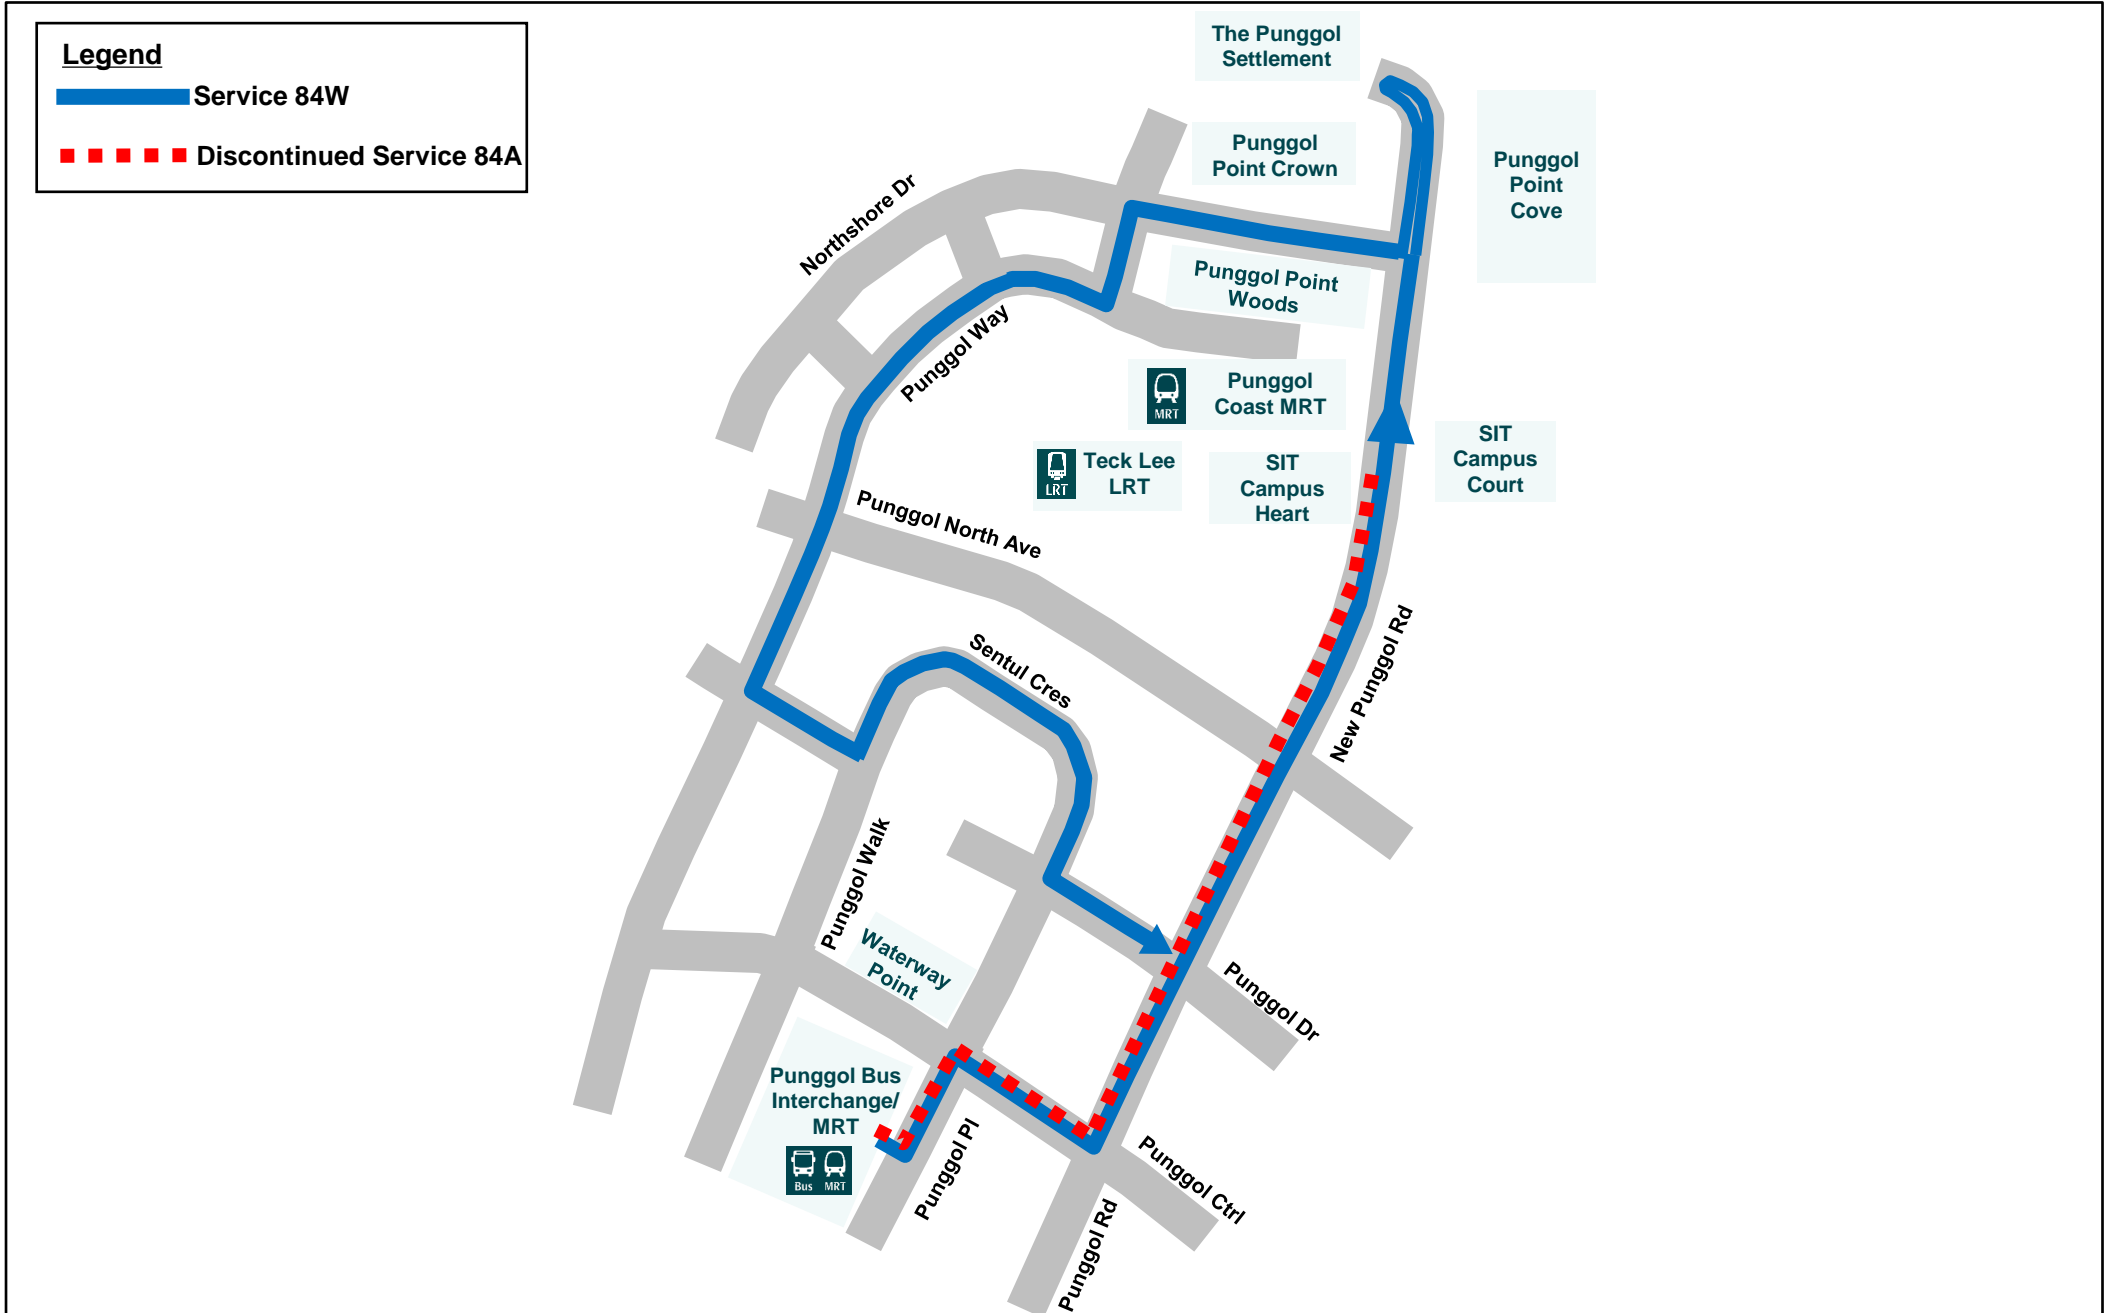 Legend
Service 84W
Discontinued Service 84A
The Punggol
Settlement
Punggol
Point Crown
Punggol
Point
Cove
Northshore Dr
Punggol Point
Woods
Punggol Way
MRT
Punggol
Coast MRT
LRT
Teck Lee
LRT
SIT
Campus
Heart
SIT
Campus
Court
Punggol North Ave
Sentul Cres
New Punggol Rd
Punggol Walk
Waterway
Point
Punggol Dr
Punggol Bus
Interchange/
MRT
Bus MRT
Punggol Pl
Punggol Ctrl
Punggol Rd